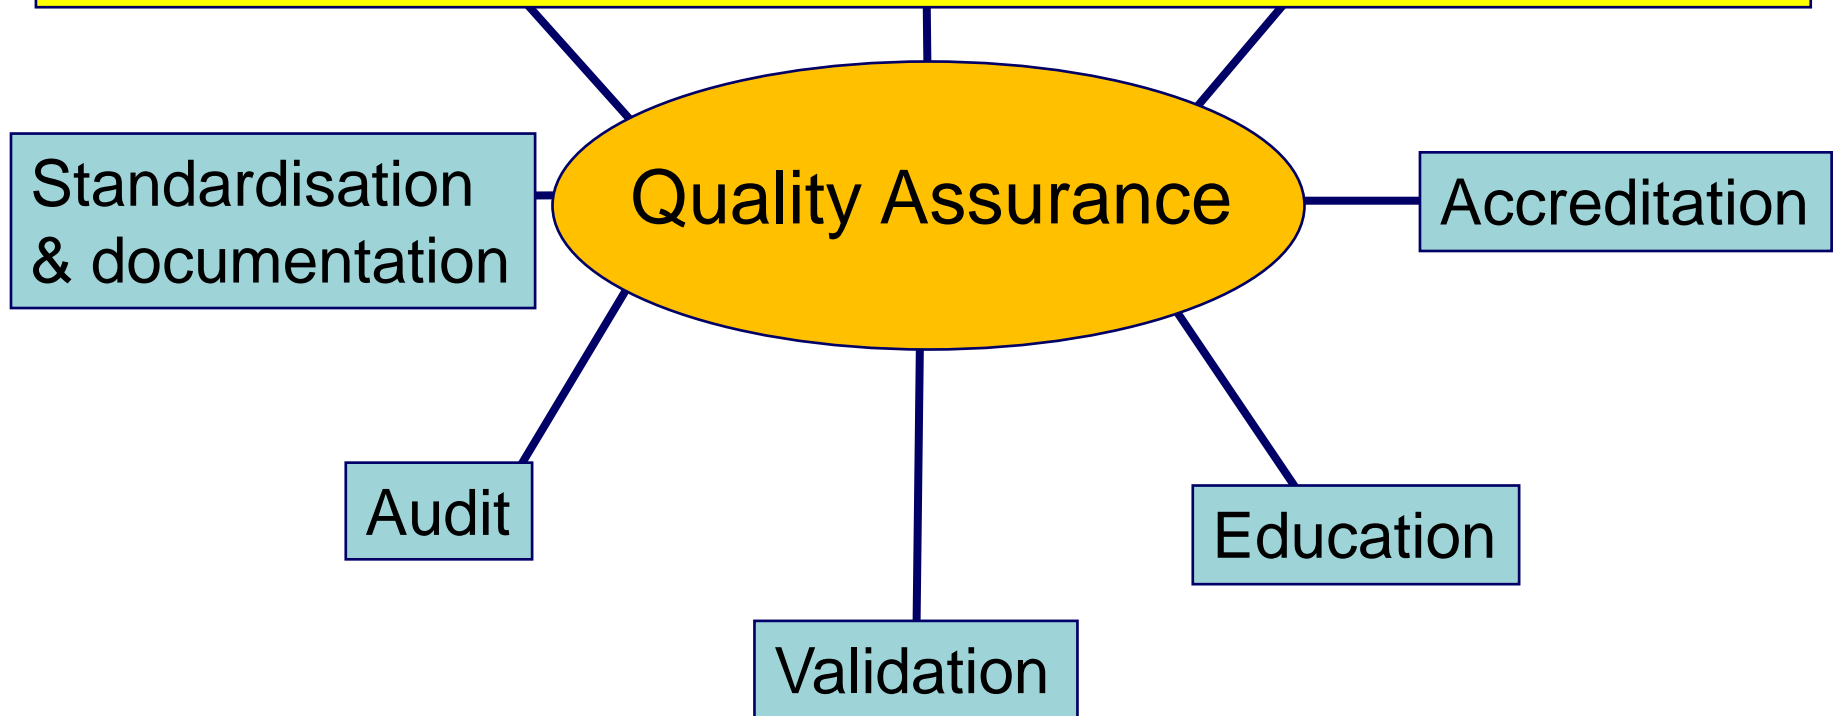 Standardisation
& documentation
Quality Assurance
Accreditation
Audit
Education
Validation